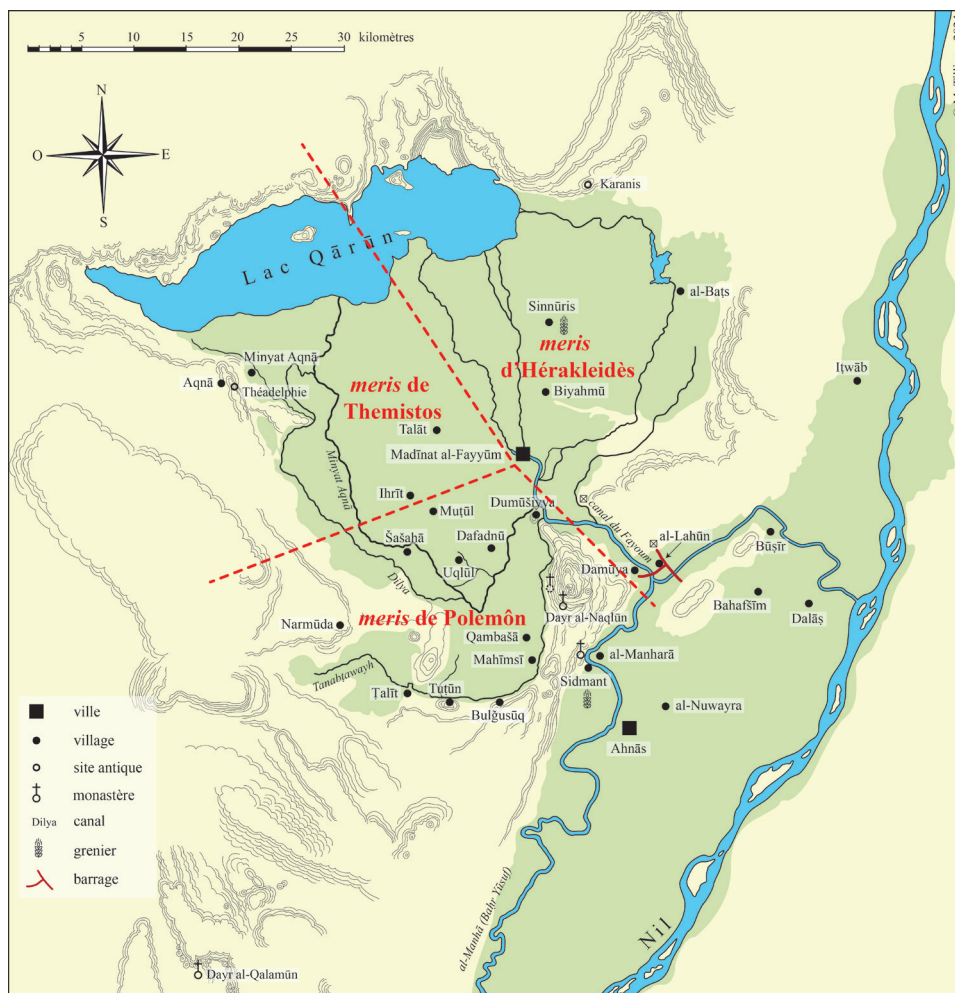 5 10 15 20 25 30 kilomètres
N
O E
S
Karanis
Lac Qārūn
al-Baṭs
Sinnūris
meris
d'Hérakleidès
Iṭwāb
Minyat Aqnā
Aqnā
Théadelphie
meris de
Themistos
Biyahmū
Talāt
Madīnat al-Fayyūm
Minyat Aqnā
Ihrīt
Muṭūl
Dumūšiyya
canal du Fayoum
al-Lahūn
Būṣīr
Šašahā
Dafadnū
Uqlūl
Damūya
Dilya
Bahafšīm
Dalāṣ
Dayr al-Naqlūn
meris de Polemôn
Narmūda
Qambašā
Mahīmsī
al-Manharā
Sidmant
Tanabṭawayh
Ṭalīt
Tuṭūn
Bulǧusūq
al-Nuwayra
Ahnās
ville
village
site antique
monastère
Dilya canal
grenier
barrage
al-Manhā (Baḥr Yūsuf)
Nil
Dayr al-Qalamūn